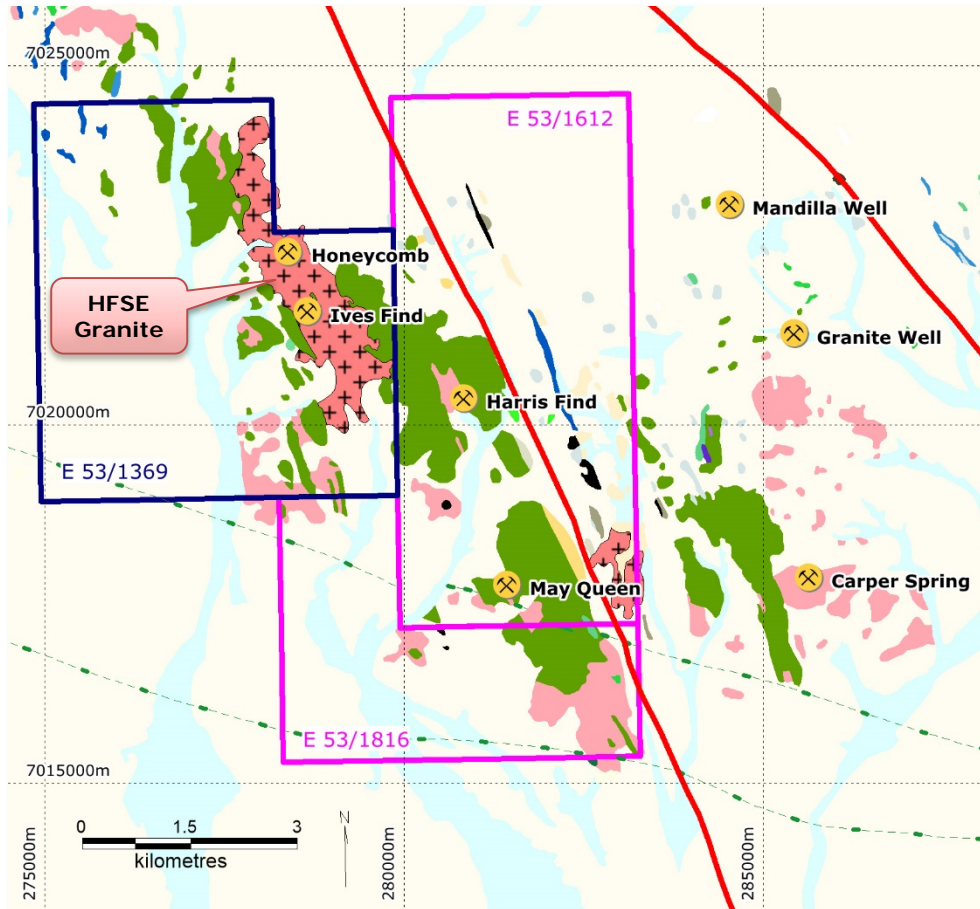 7025000m
E 53/1612
Mandilla Well
Honeycomb
HFSE
Granite
Ives Find
Granite Well
Harris Find
7020000m
E 53/1369
May Queen
Carper Spring
E 53/1816
7015000m
0 1.5 3
kilometres
N
275000m
280000m
285000m